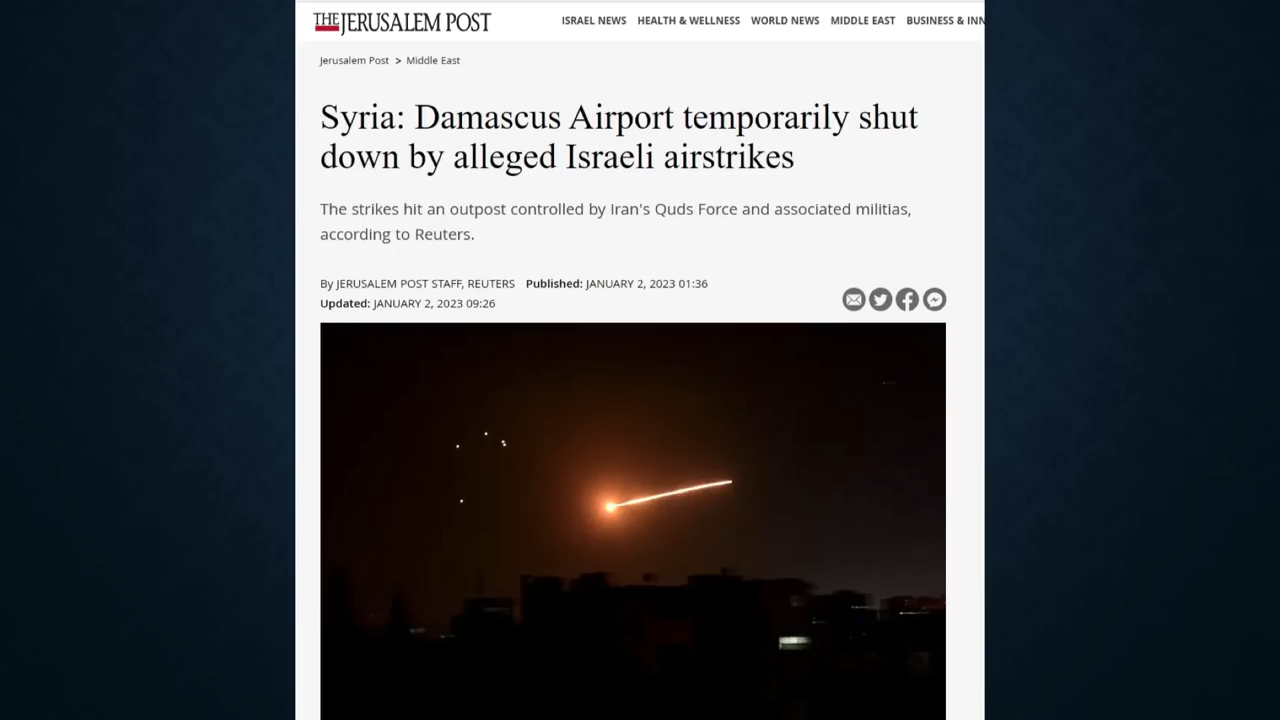 THE JERUSALEM POST
ISRAEL NEWS HEALTH & WELLNESS WORLD NEWS MIDDLE EAST BUSINESS & INN
Jerusalem Post > Middle East
Syria: Damascus Airport temporarily shut
down by alleged Israeli airstrikes
The strikes hit an outpost controlled by Iran's Quds Force and associated militias,
according to Reuters.
By JERUSALEM POST STAFF, REUTERS Published: JANUARY 2, 2023 01:36
Updated: JANUARY 2, 2023 09:26